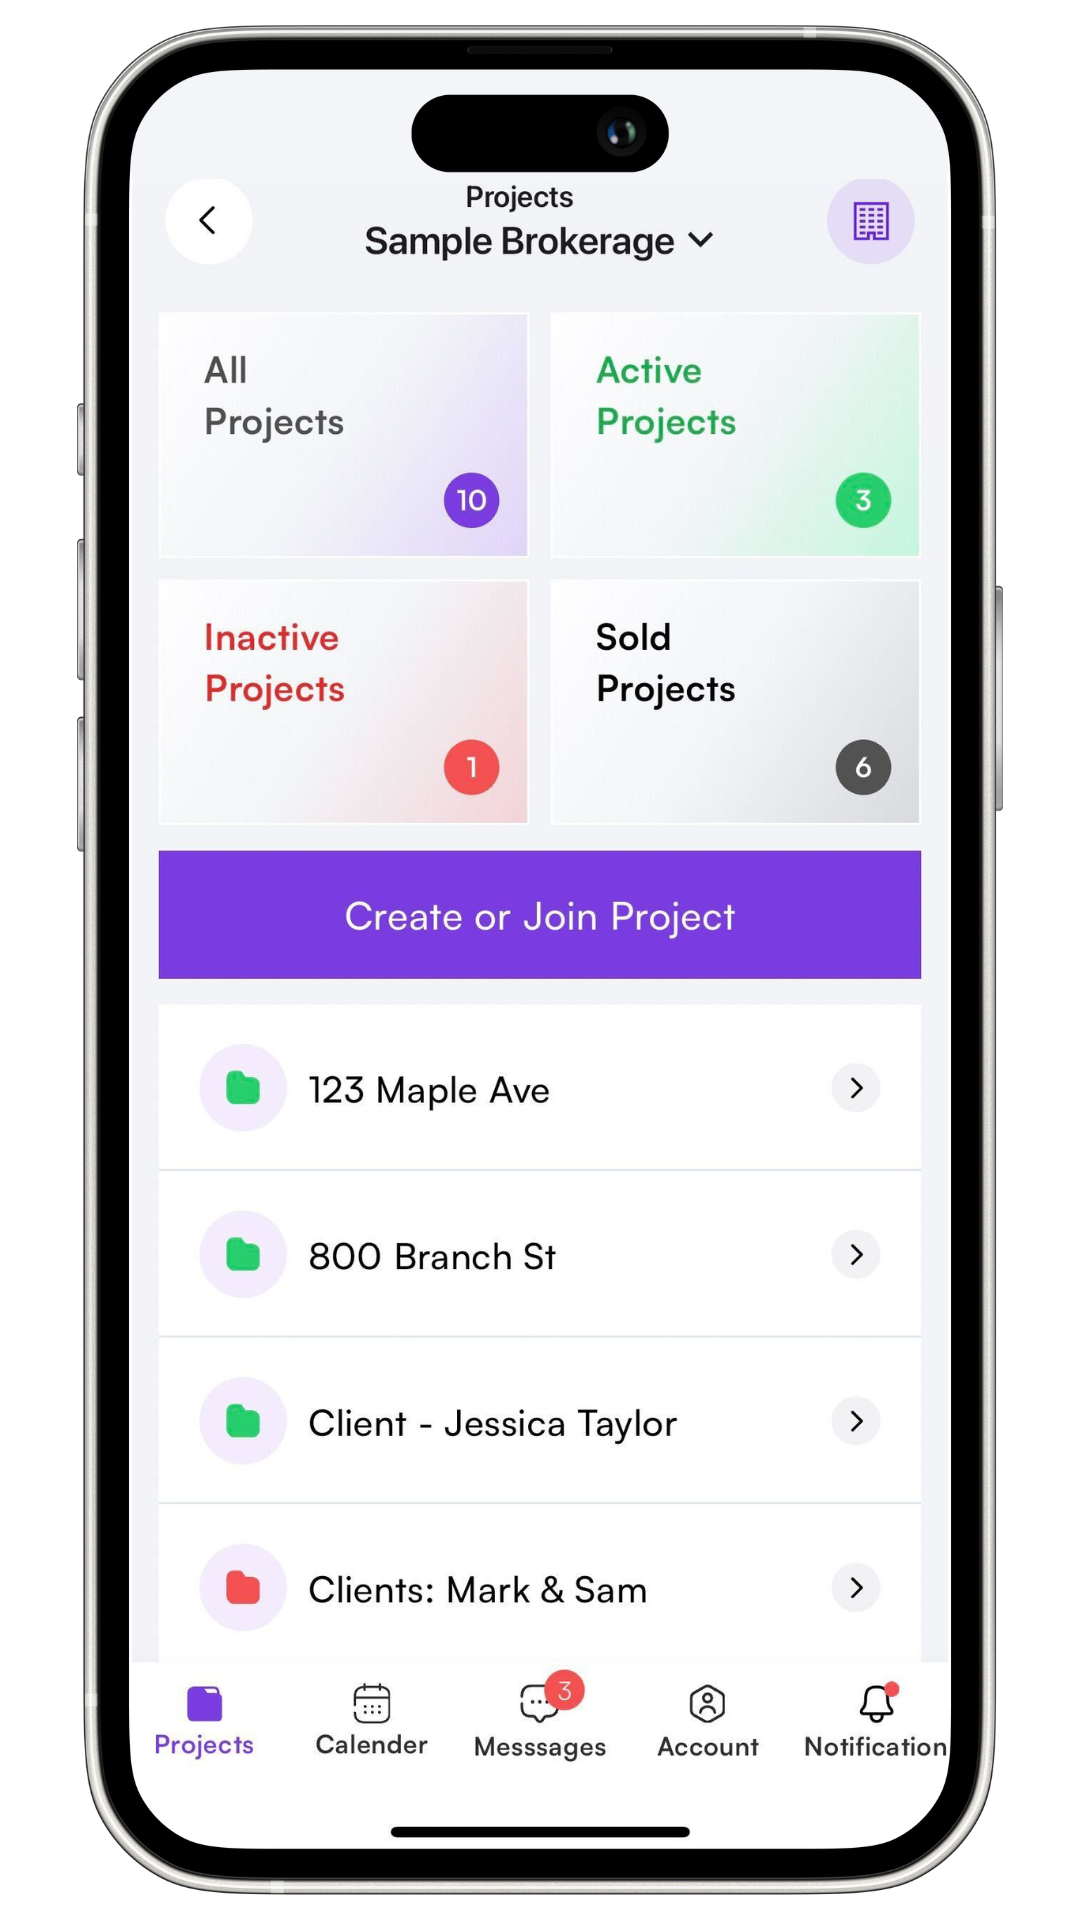 Projects
Sample Brokerage
All
Projects
10
Active
Projects
3
Inactive
Projects
1
Sold
Projects
6
Create or Join Project
123 Maple Ave
800 Branch St
Client - Jessica Taylor
Clients: Mark & Sam
3
Projects
Calender
Messsages
Account
Notification